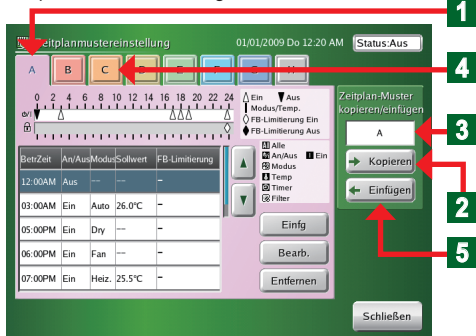 Zeitplanmustereinstellung
01/01/2009 Do 12:20 AM
Status:Aus
1
A
B
C
4
0 2 4 6 8 10 12 14 16 18 20 22 24
Ein Aus
Modus/Temp.
FB-Limitierung Ein
FB-Limitierung Aus
Alle
An/Aus Ein
Modus
Temp
Timer
Filter
BetrZeit An/Aus Modus Sollwert FB-Limitierung
12:00AM Aus -- -- -
03:00AM Ein Auto 26.0°C -
05:00PM Ein Dry -- -
06:00PM Ein Fan -- -
07:00PM Ein Heiz. 25.5°C -
Einfg
Bearb.
Entfernen
Zeitplan-Muster
kopieren/einfügen
A
3
Kopieren
2
Einfügen
5
Schließen